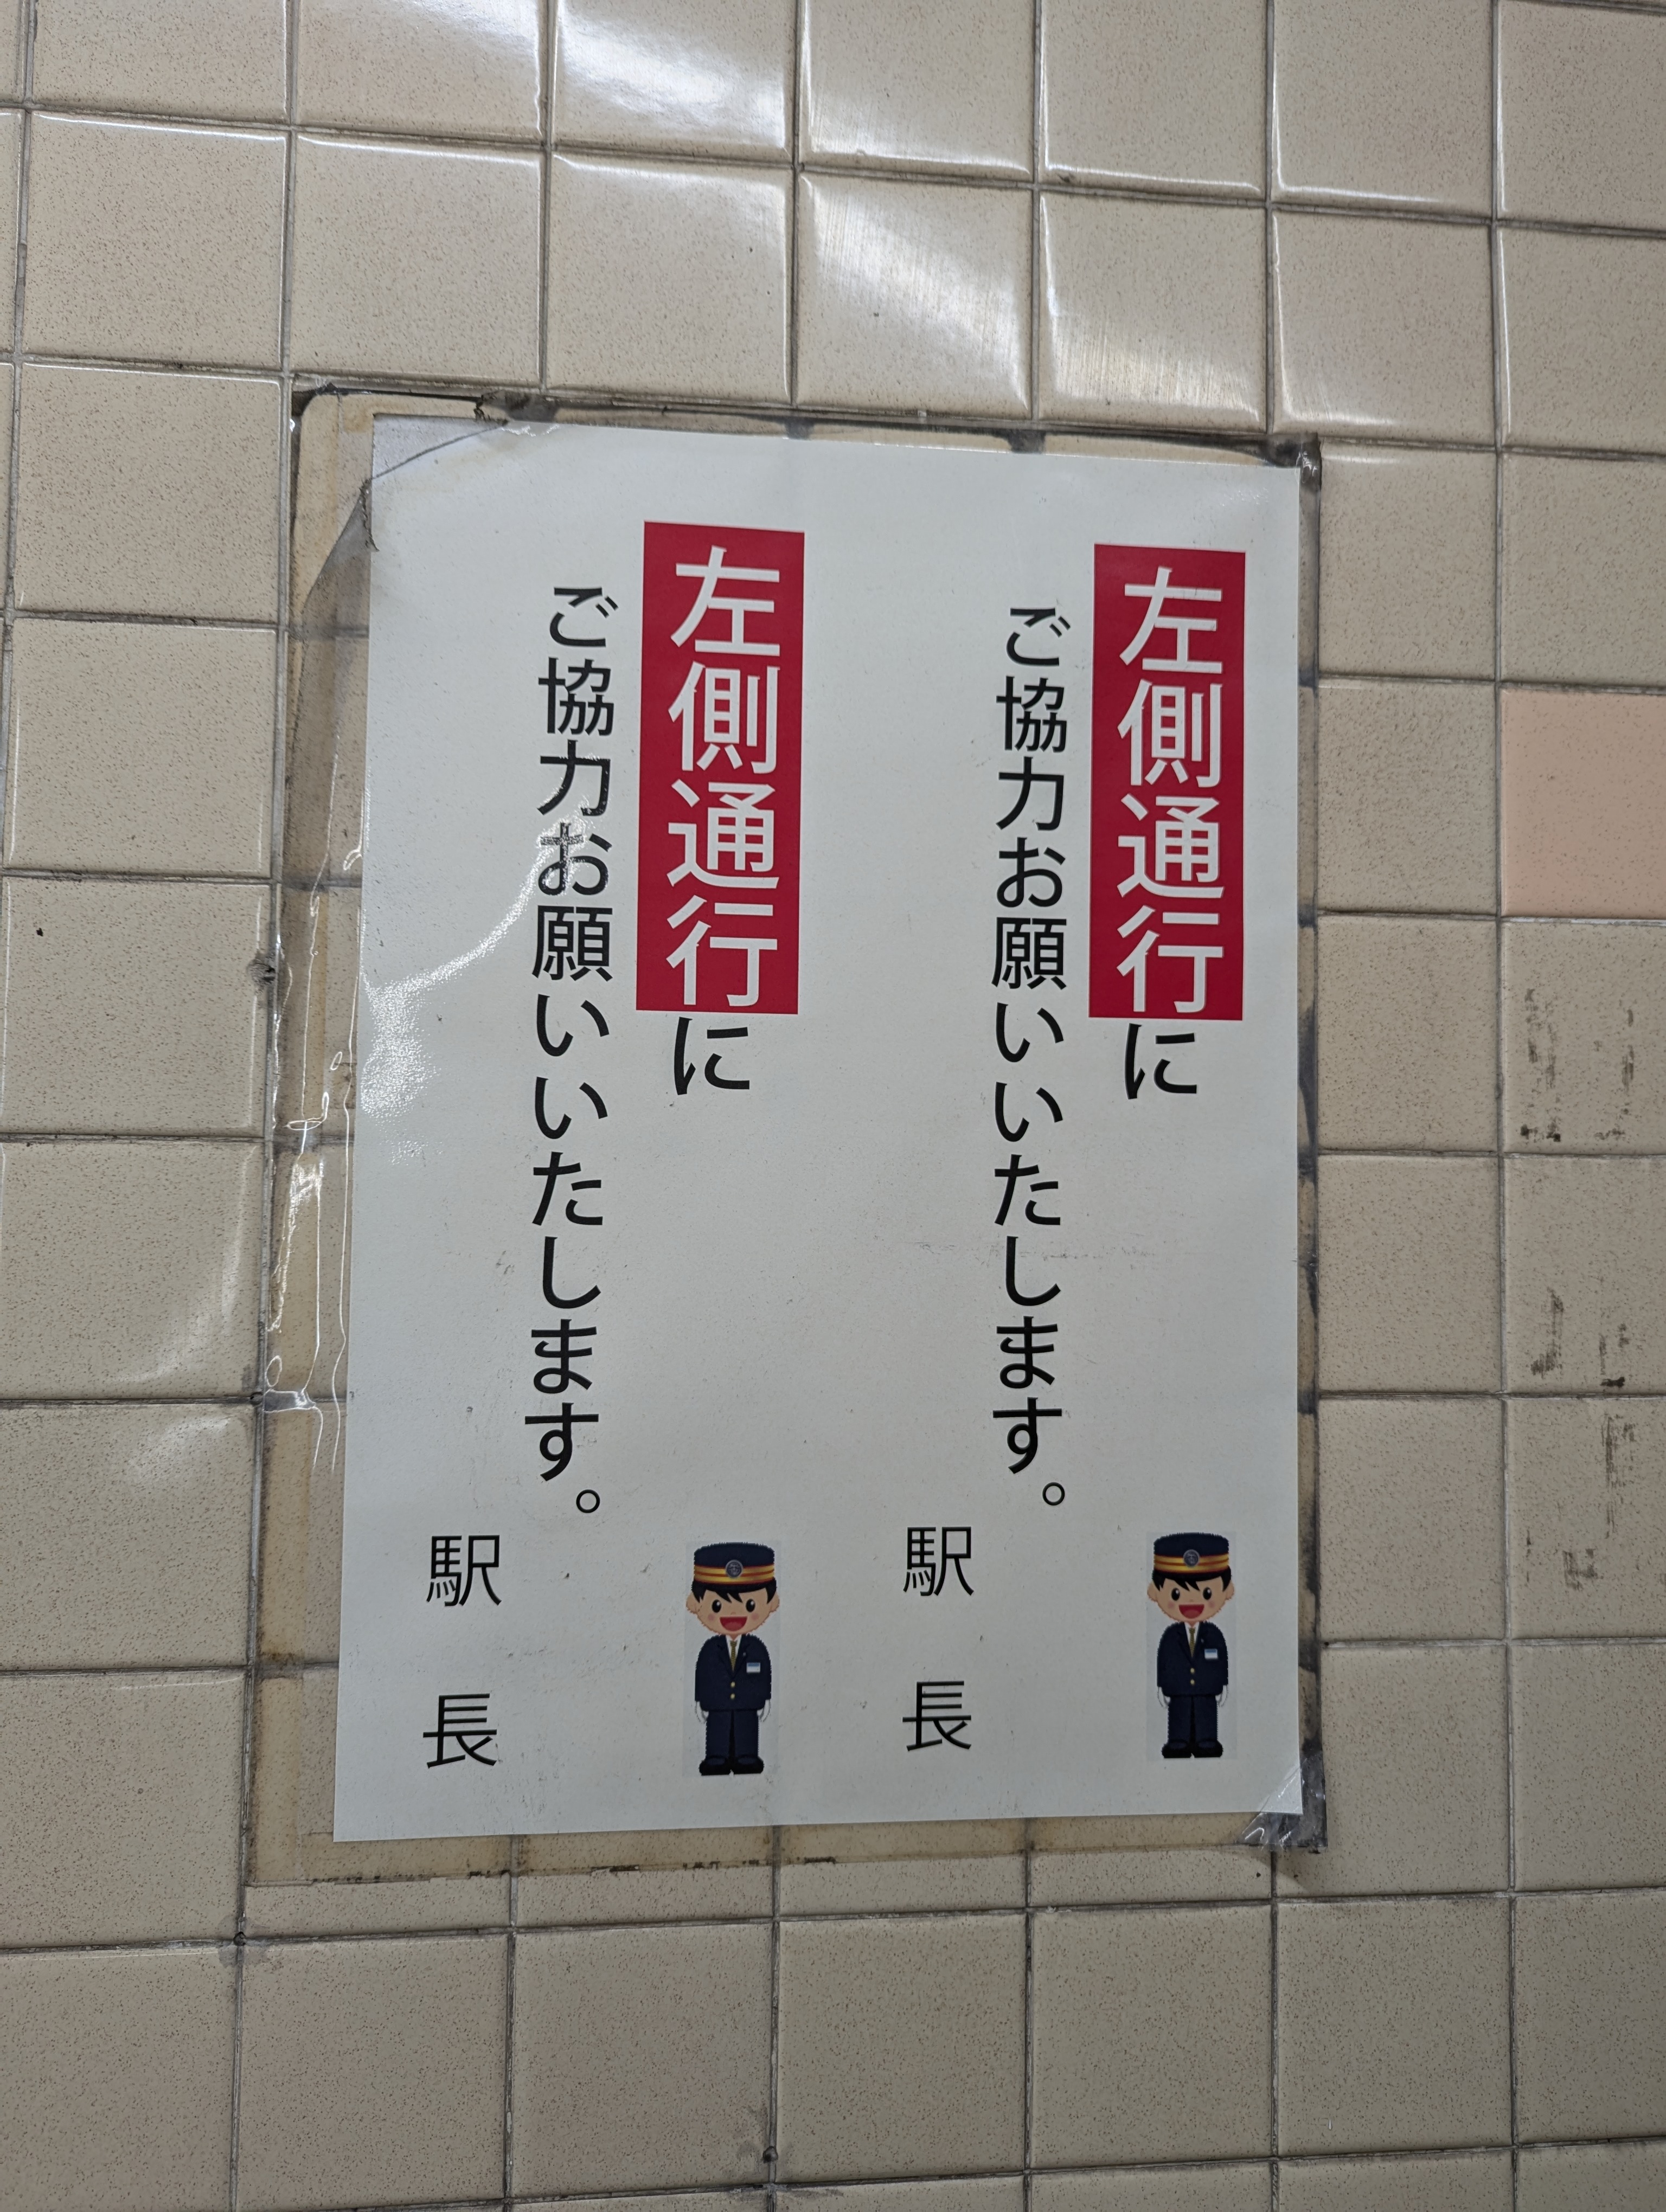 左側通行に
ご協力お願いいたします。
駅長
左側通行に
ご協力お願いいたします。
駅長